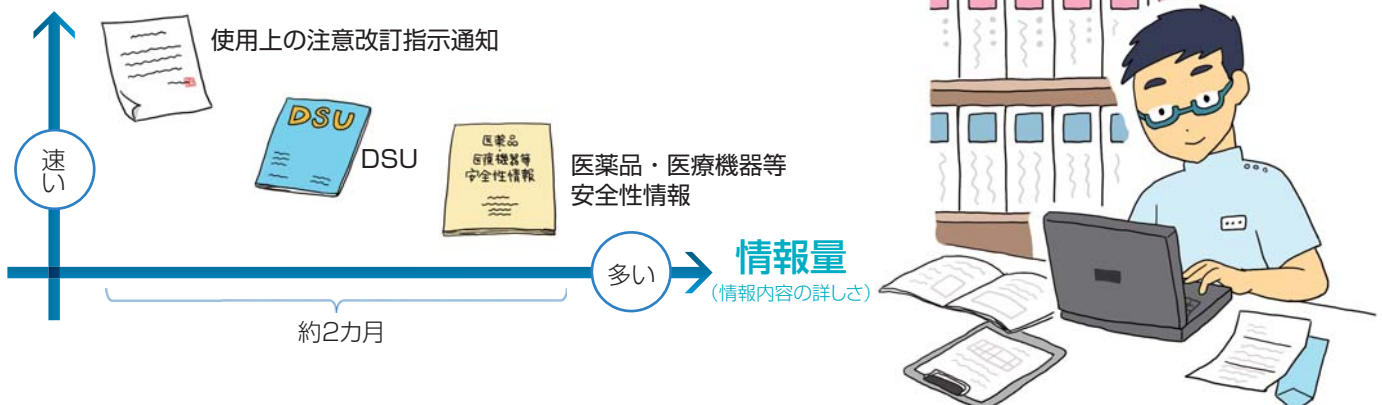 使用上の注意改訂指示通知
DSU
DSU
医薬品
医療機器等
安全性情報
医薬品・医療機器等
安全性情報
速い
多い
情報量
(情報内容の詳しさ)
約2カ月